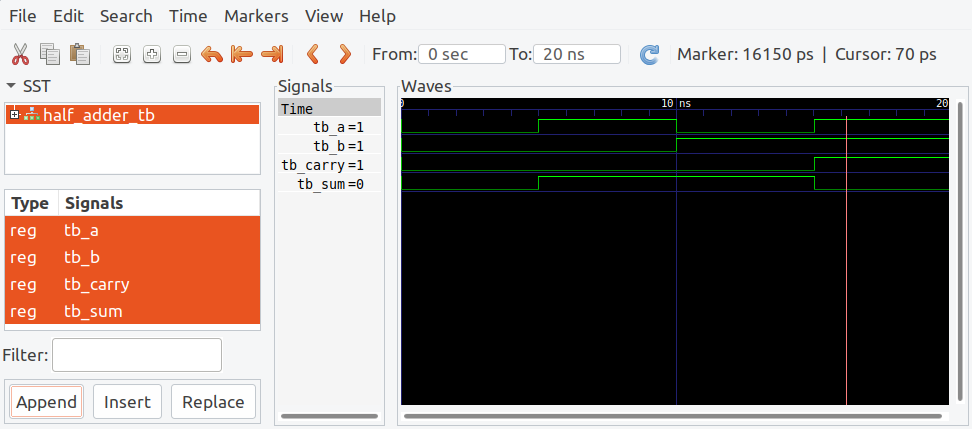 File Edit Search Time Markers View Help
From: 0 sec To: 20 ns Marker: 16150 ps | Cursor: 70 ps
SST
half_adder_tb
Type Signals
reg tb_a
reg tb_b
reg tb_carry
reg tb_sum
Filter:
Append Insert Replace
Signals
Time
tb_a=1
tb_b=1
tb_carry=1
tb_sum=0
Waves
0 10 ns 20